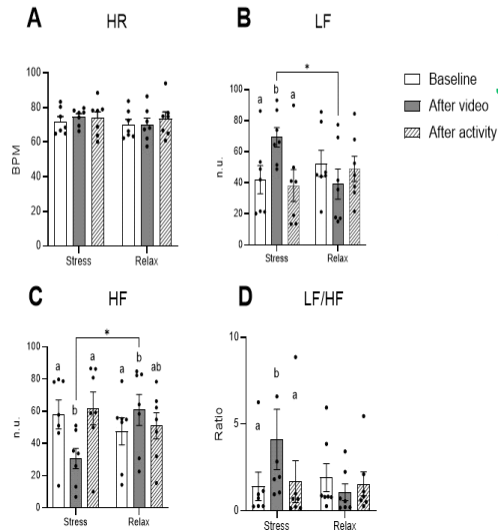 A HR
BPM
100
80
60
40
20
0
Stress Relax
B LF
n.u.
100
80
60
40
20
0
a b a
*
Stress Relax
Baseline
After video
After activity
C HF
n.u.
100
80
60
40
20
0
a b a b ab
*
Stress Relax
D LF/HF
Ratio
10
5
0
a b a
Stress Relax